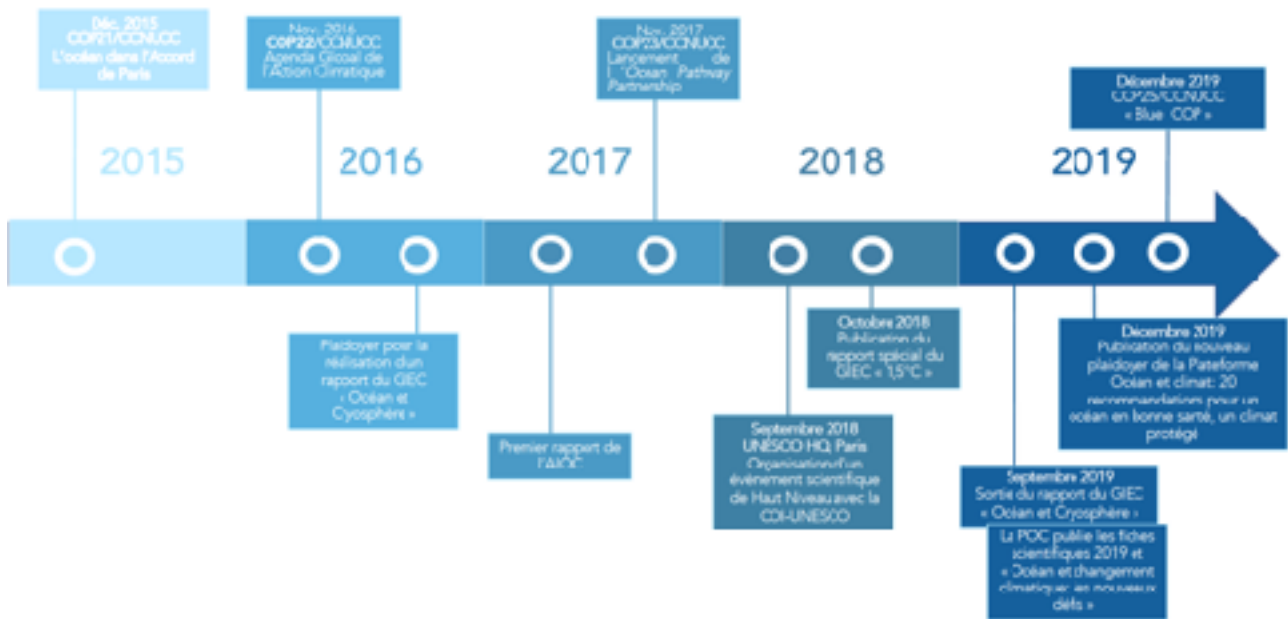 Déc. 2015
COP21/CCNUCC
L'océan dans l'Accord
de Paris
Nov. 2016
COP22/CCNUCC
Agenda Global de
l'Action Climatique
Nov. 2017
COP23/CCNUCC
Lancement de
l'"Ocean Pathway
Partnership
Décembre 2019
COP25/CCNUCC
« Blue COP »
2015
2016
2017
2018
2019
Plaidoyer pour la
réalisation d'un
rapport du GIEC
« Océan et
Cryosphère »
Premier rapport de
Septembre 2018
UNESCO HQ, Paris
Organisation d'un
évènement scientifique
de Haut Niveau avec la
COI-UNESCO
Octobre 2018
Publication du
rapport spécial du
GIEC « 1,5°C »
Septembre 2019
Sortie du rapport du GIEC
« Océan et Cryosphère »
La POC publie les fiches
scientifiques 2019 et
« Océan et changement
climatique: en nouveaux
défis »
Décembre 2019
Publication du nouveau
plaidoyer de la Plateforme
Océan et climat: 20
recommandations pour un
océan en bonne santé, un climat
protégé